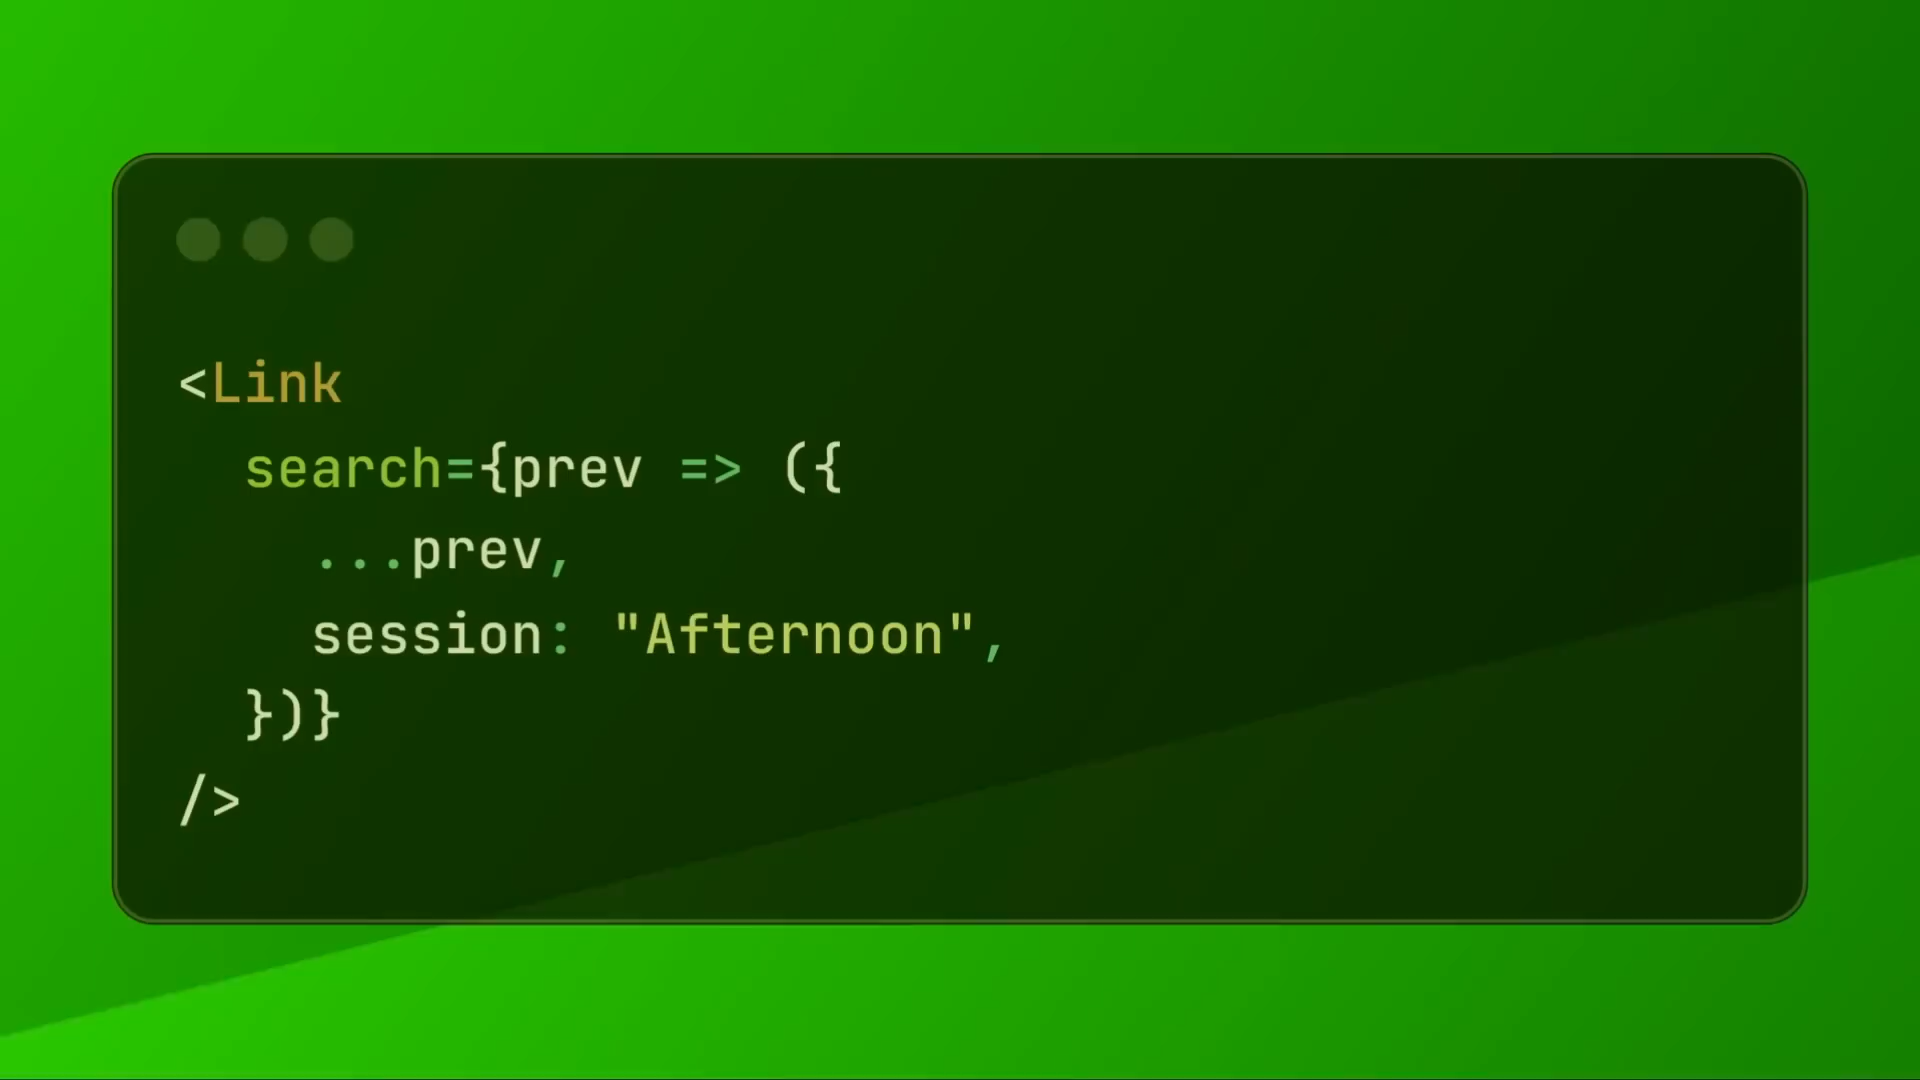 <Link
  search={prev => ({
    ...prev,
    session: "Afternoon",
  })}
/>